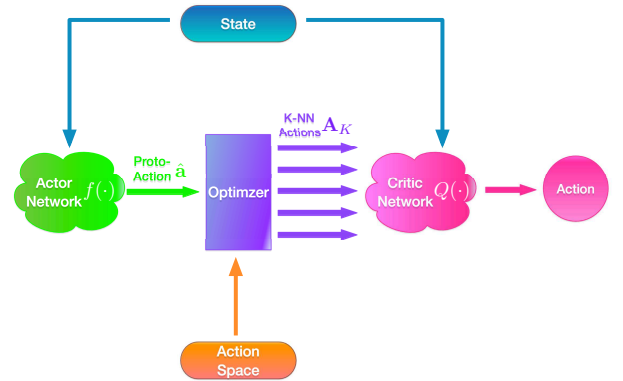 State
Actor
Network f(·)
Proto-
Action â
Optimzer
K-NN
Actions A_K
Critic
Network Q(·)
Action
Action
Space